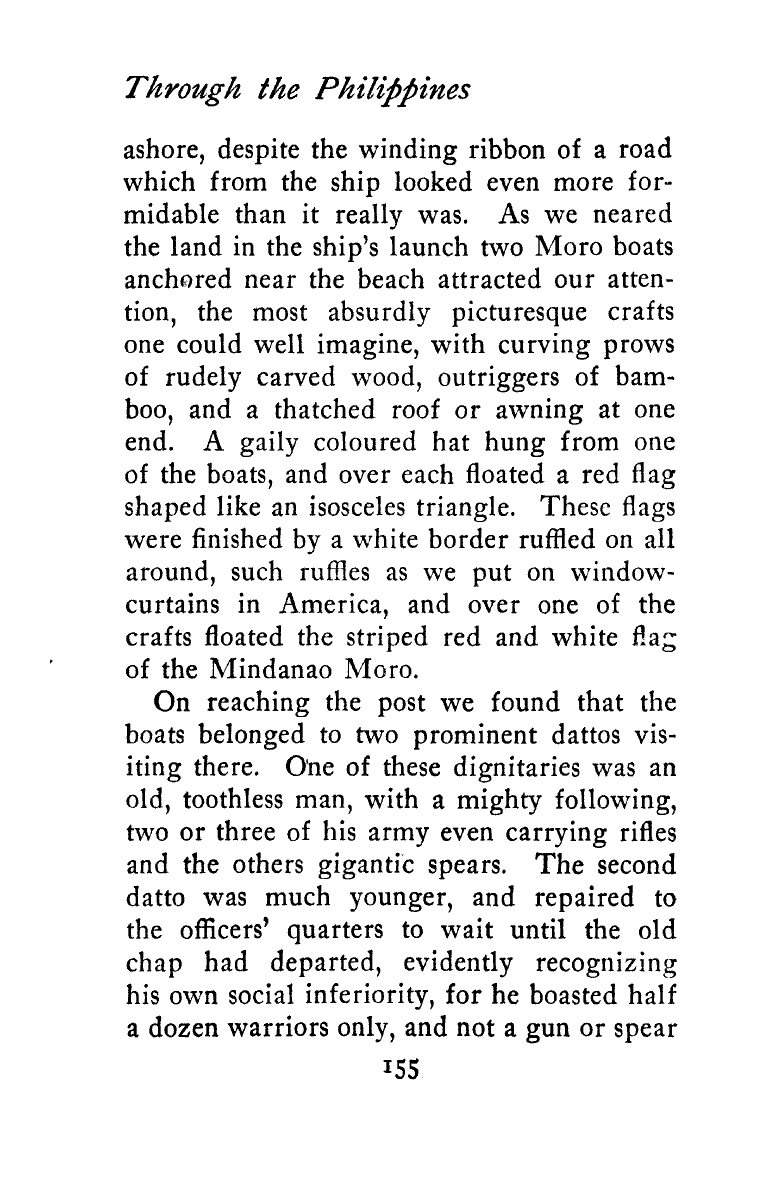 Through the Philippines
ashore, despite the winding ribbon of a road
which from the ship looked even more for-
midable than it really was. As we neared
the land in the ship's launch two Moro boats
anchored near the beach attracted our atten-
tion, the most absurdly picturesque crafts
one could well imagine, with curving prows
of rudely carved wood, outriggers of bam-
boo, and a thatched roof or awning at one
end. A gaily coloured hat hung from one
of the boats, and over each floated a red flag
shaped like an isosceles triangle. These flags
were finished by a white border ruffled on all
around, such ruffles as we put on window-
curtains in America, and over one of the
crafts floated the striped red and white flag
of the Mindanao Moro.
On reaching the post we found that the
boats belonged to two prominent dattos vis-
iting there. One of these dignitaries was an
old, toothless man, with a mighty following,
two or three of his army even carrying rifles
and the others gigantic spears. The second
datto was much younger, and repaired to
the officers' quarters to wait until the old
chap had departed, evidently recognizing
his own social inferiority, for he boasted half
a dozen warriors only, and not a gun or spear
155